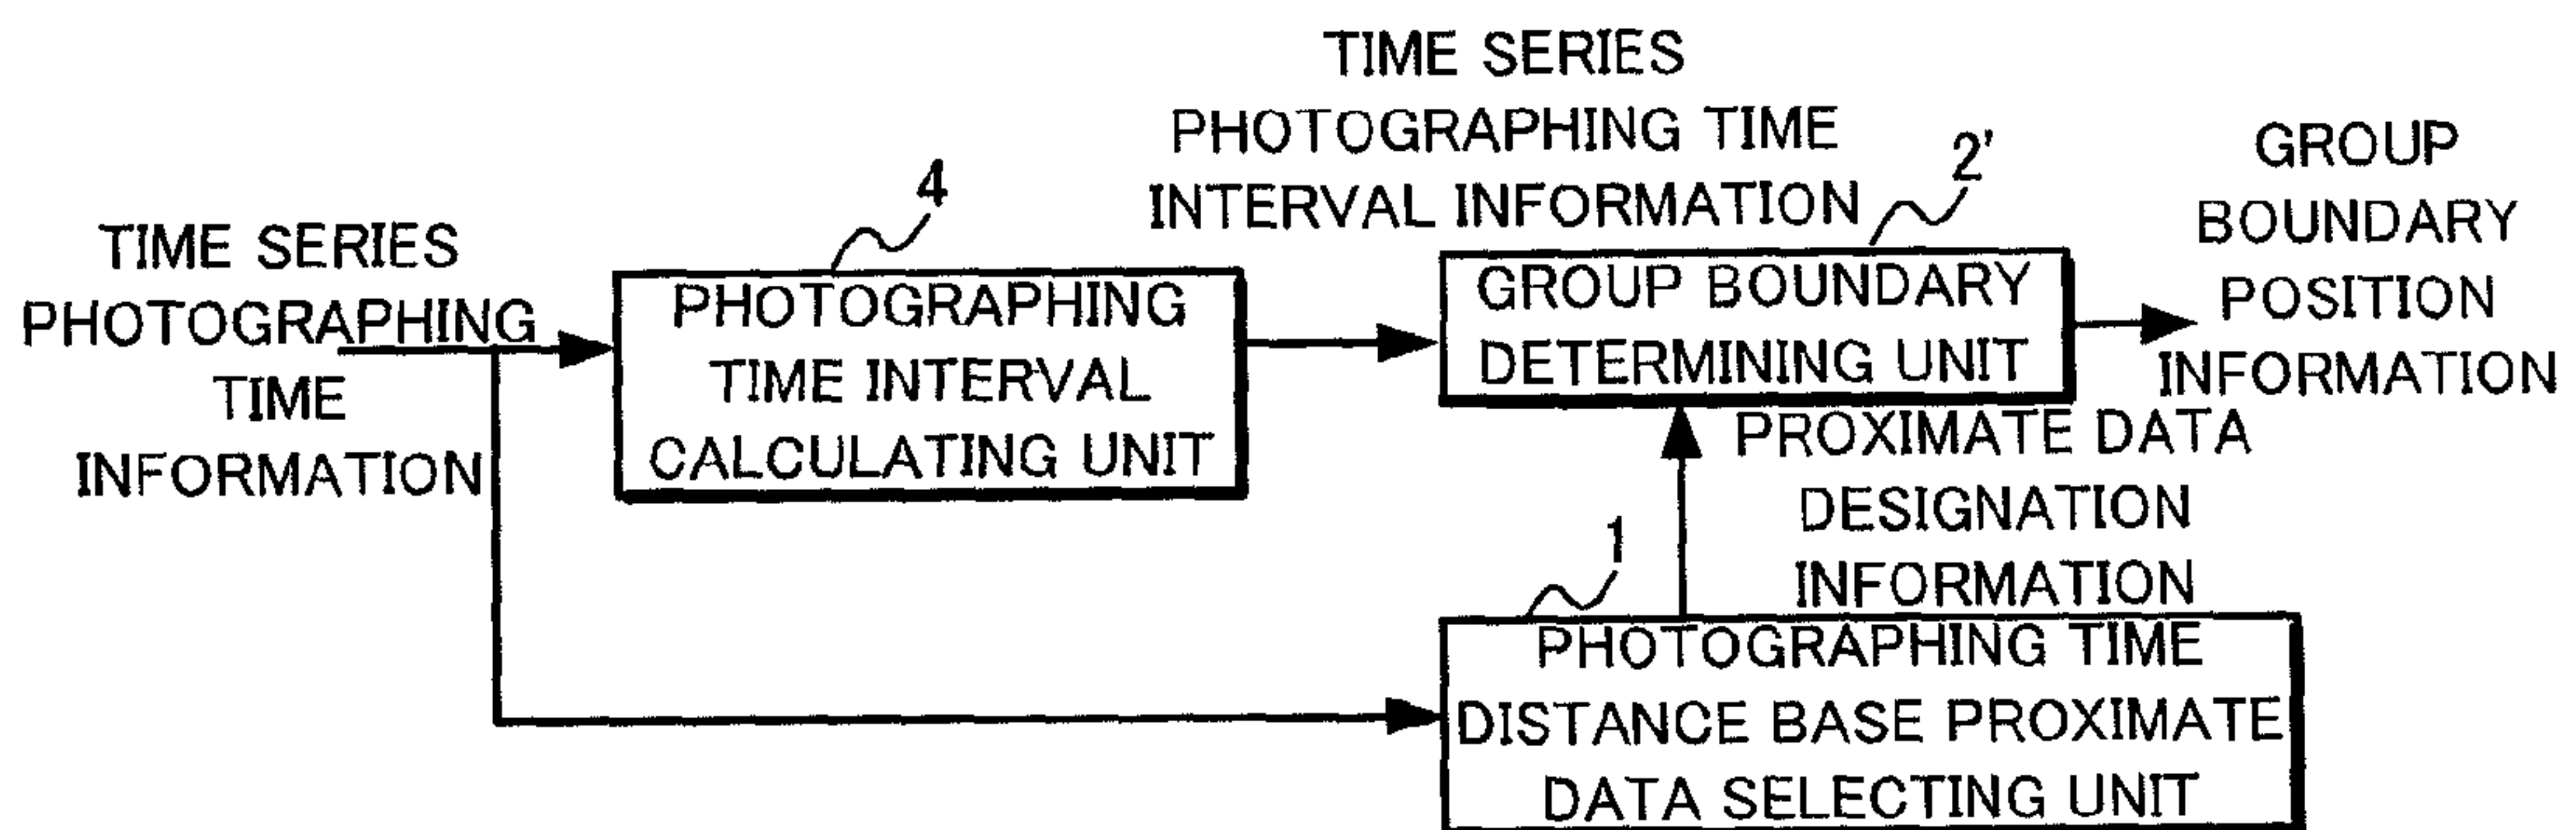 TIME SERIES
PHOTOGRAPHING
TIME
INFORMATION
4
PHOTOGRAPHING
TIME INTERVAL
CALCULATING UNIT
TIME SERIES
PHOTOGRAPHING TIME
INTERVAL INFORMATION
2'
GROUP BOUNDARY
DETERMINING UNIT
GROUP
BOUNDARY
POSITION
INFORMATION
PROXIMATE DATA
DESIGNATION
INFORMATION
1
PHOTOGRAPHING TIME
DISTANCE BASE PROXIMATE
DATA SELECTING UNIT